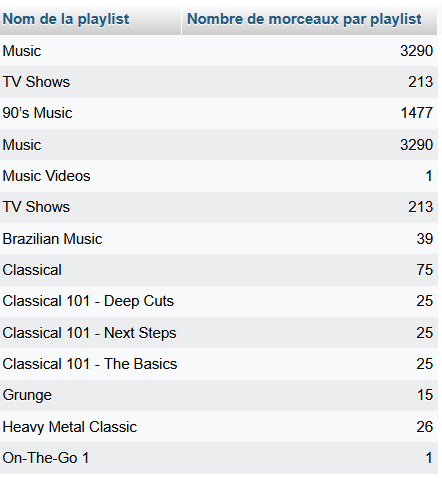 Nom de la playlist Nombre de morceaux par playlist
Music 3290
TV Shows 213
90’s Music 1477
Music 3290
Music Videos 1
TV Shows 213
Brazilian Music 39
Classical 75
Classical 101 - Deep Cuts 25
Classical 101 - Next Steps 25
Classical 101 - The Basics 25
Grunge 15
Heavy Metal Classic 26
On-The-Go 1 1